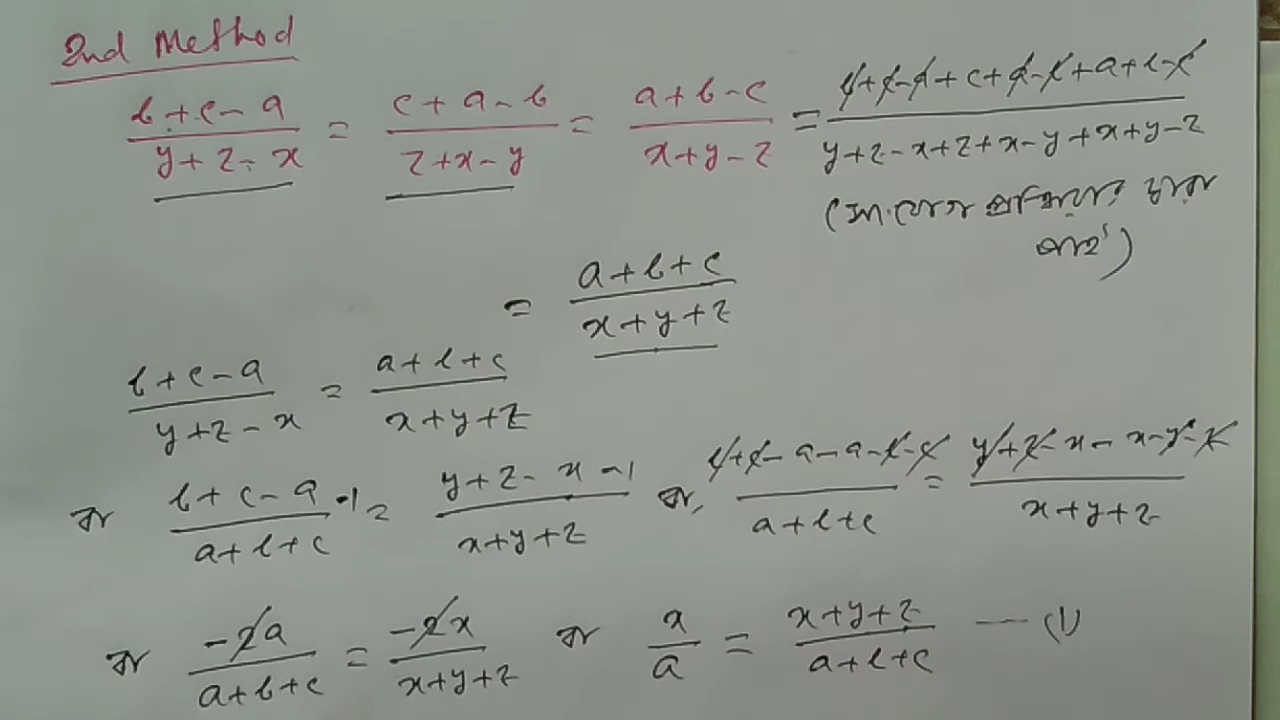 2nd Method
b+c-a/y+z-x = c+a-b/z+x-y = a+b-c/x+y-z = b+c-a+c+a-b+a+b-c/y+z-x+z+x-y+x+y-z
= a+b+c/x+y+z
b+c-a/y+z-x = a+b+c/x+y+z
বা b+c-a/a+b+c -1 = y+z-x-1/x+y+z বা, b+c-a-a-b-c/a+b+c = y+z-x-x-y-z/x+y+z
বা -2a/a+b+c = -2x/x+y+z বা x/a = x+y+z/a+b+c — (1)